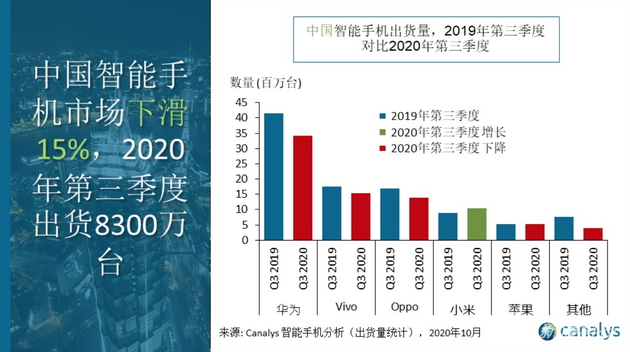 中国智能手
机市场下滑
15%，2020
年第三季度
出货8300万
台
中国智能手机出货量，2019年第三季度
对比2020年第三季度
数量 (百万台)
45
40
35
30
25
20
15
10
5
0
2019年第三季度
2020年第三季度增长
2020年第三季度下降
Q3 2019
Q3 2020
Q3 2019
Q3 2020
Q3 2019
Q3 2020
Q3 2019
Q3 2020
Q3 2019
Q3 2020
Q3 2019
Q3 2020
华为
Vivo
Oppo
小米
苹果
其他
来源: Canalys 智能手机分析（出货量统计），2020年10月
canalys